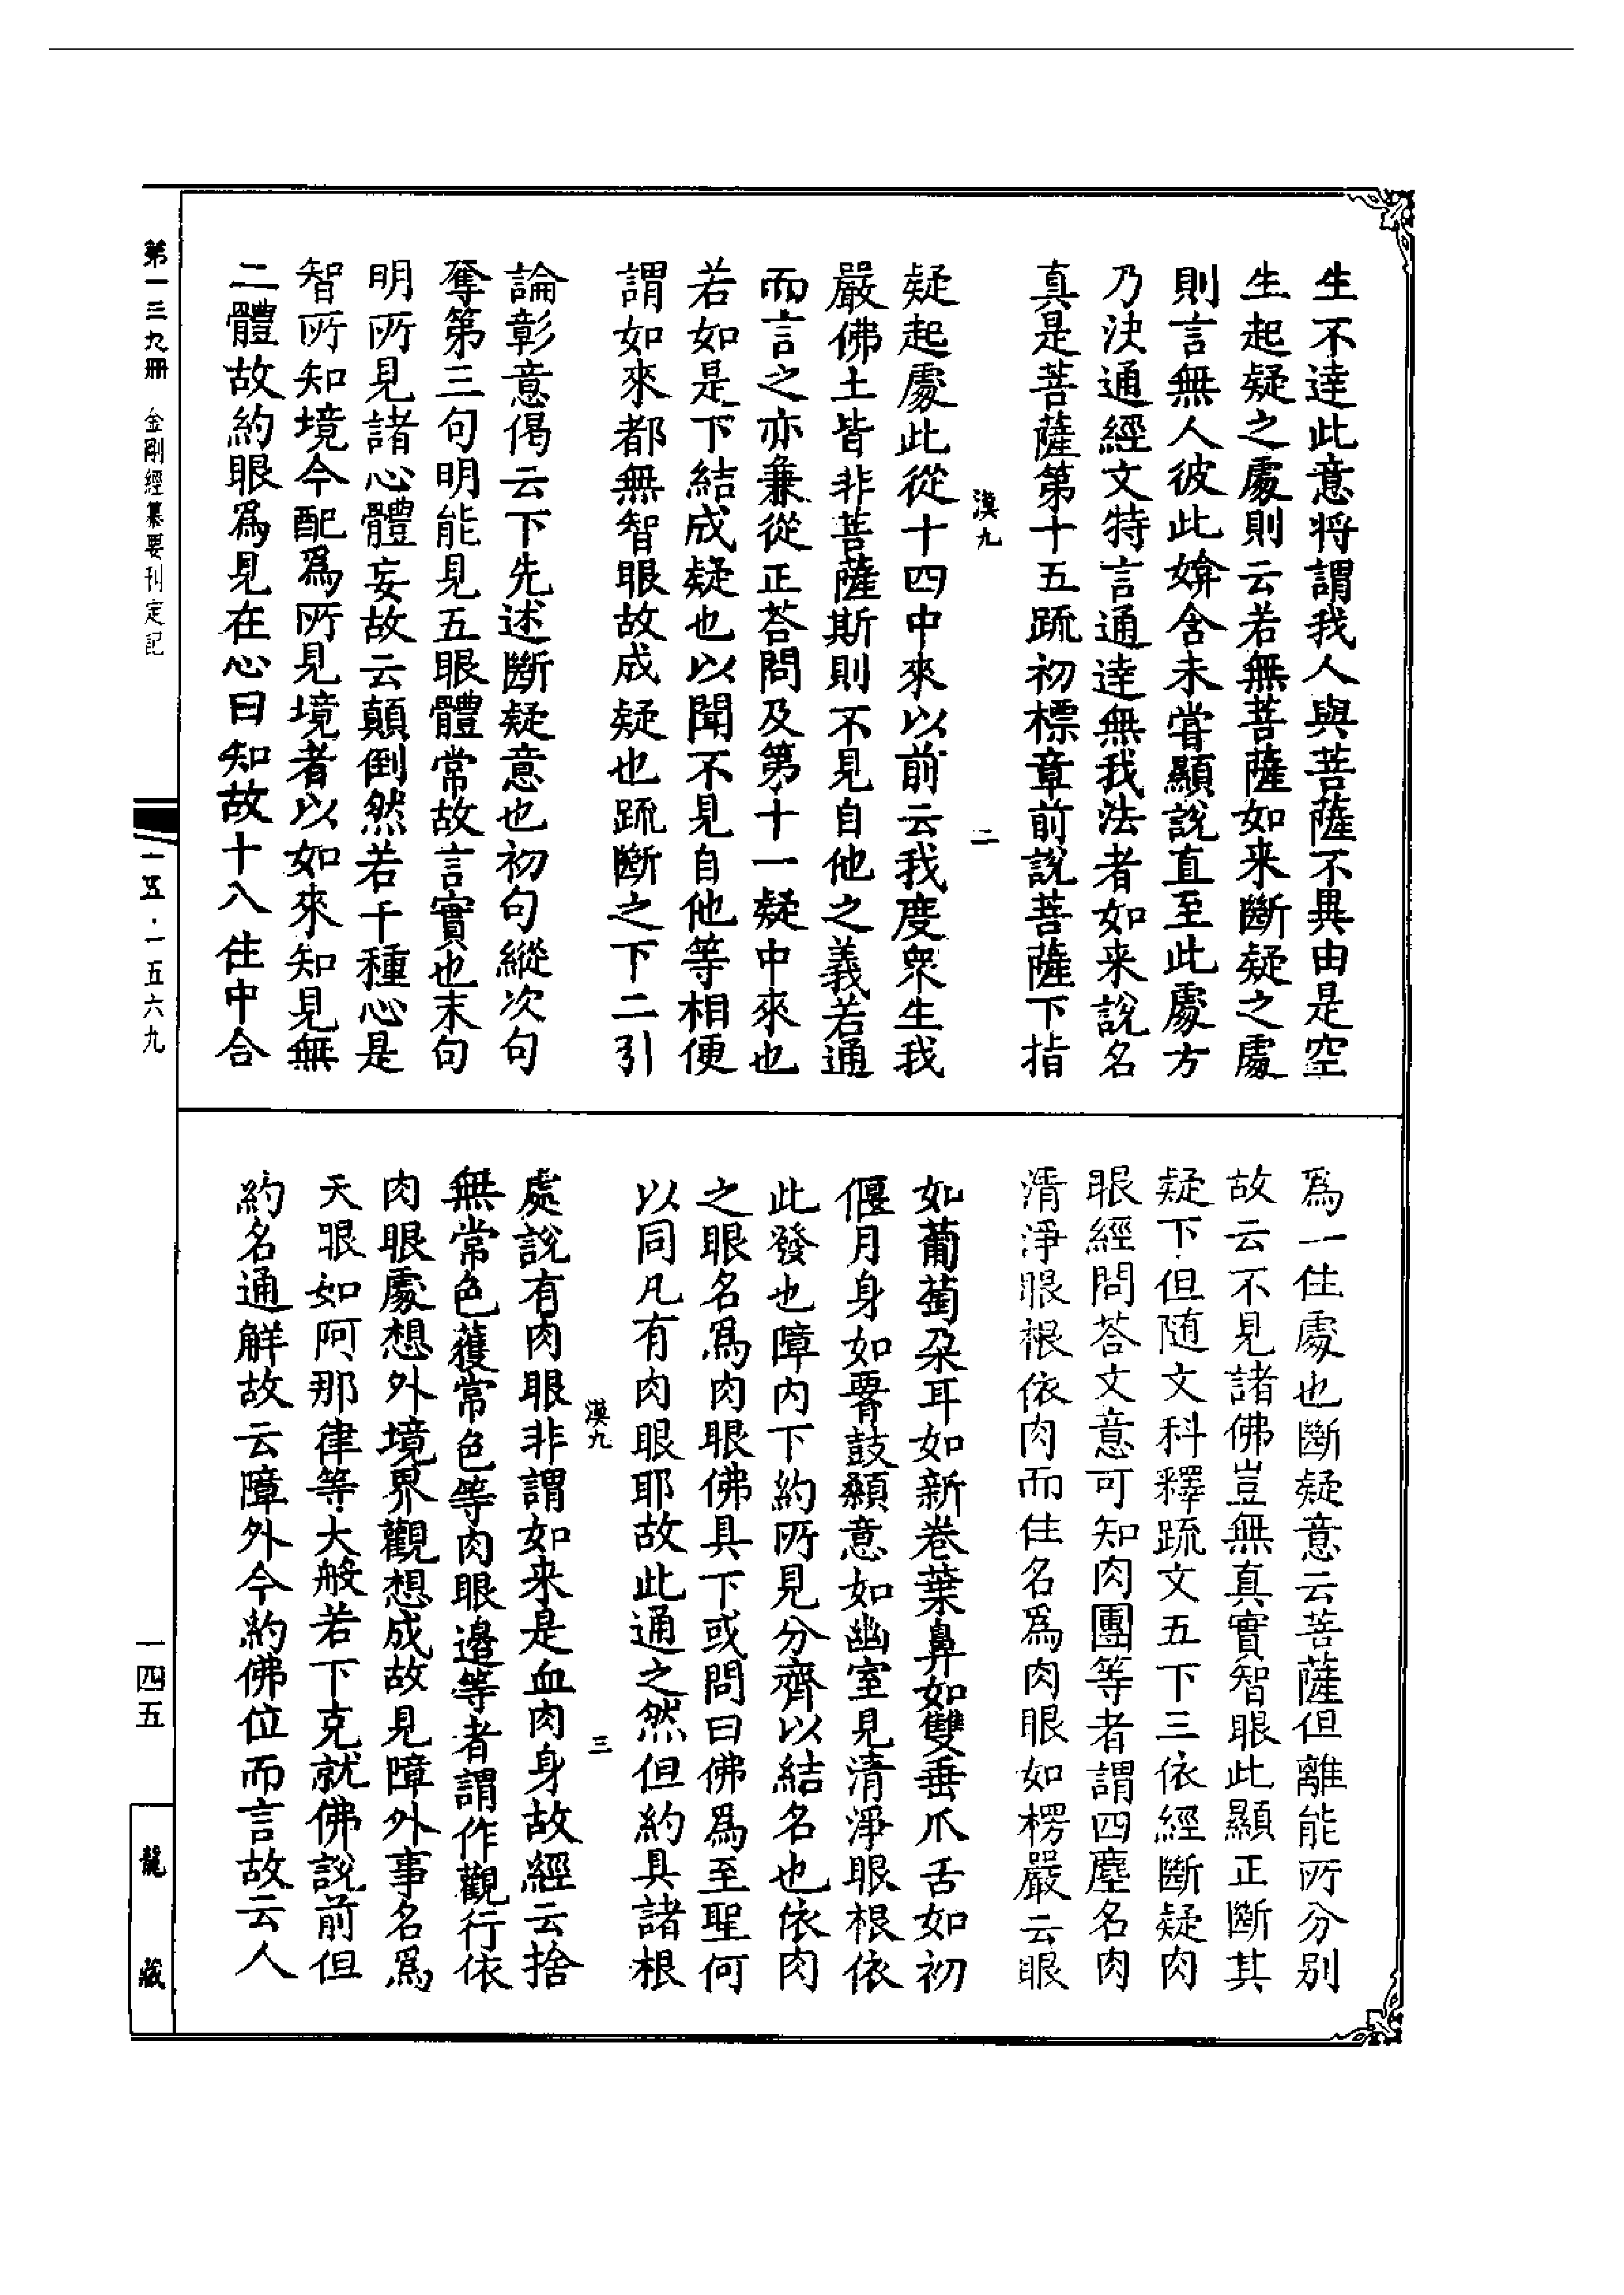 生不達此意将謂我人與菩薩不異由是空
生起疑之處則云若無菩薩如来斷疑之處
則言無人彼此媕含未甞顯說直至此處方
乃決通經文特言通達無我法者如来說名
真是菩薩第十五䟽初標章前說菩薩下指
漢九
二
疑起處此從十四中來以前云我度衆生我
嚴佛土皆非菩薩斯則不見自他之義若通
而言之亦兼從正荅問及第十一疑中來也
若如是下結成疑也以聞不見自他等相便
謂如來都無智眼故成疑也䟽斷之下二引
論彰意偈云下先述斷疑意也初句縱次句
奪第三句明能見五眼體常故言實也末句
明所見諸心體妄故云顛倒然若干種心是
智所知境今配爲所見境者以如來知見無
二體故約眼爲見在心曰知故十八住中合
爲一住處也斷疑意云菩薩但離能所分别
故云不見諸佛豈無真實智眼此顯正斷其
疑下但随文科釋䟽文五下三依經斷疑肉
眼經問荅文意可知肉團等者謂四塵名肉
清淨眼根依肉而住名爲肉眼如楞嚴云眼
如葡萄朶耳如新卷葉鼻如雙垂爪舌如初
偃月身如𦝫鼓顙意如幽室見清淨眼根依
此發也障内下約所見分齊以結名也依肉
之眼名爲肉眼佛具下或問曰佛爲至聖何
以同凡有肉眼耶故此通之然但約具諸根
漢九
三
處說有肉眼非謂如来是血肉身故經云捨
無常色獲常色等肉眼邊等者謂作觀行依
肉眼處想外境界觀想成故見障外事名爲
天眼如阿那律等大般若下克就佛說前但
約名通解故云障外今約佛位而言故云人
第一三九冊 金剛經纂要刊定記
一五·一五六九
一四五
龍藏